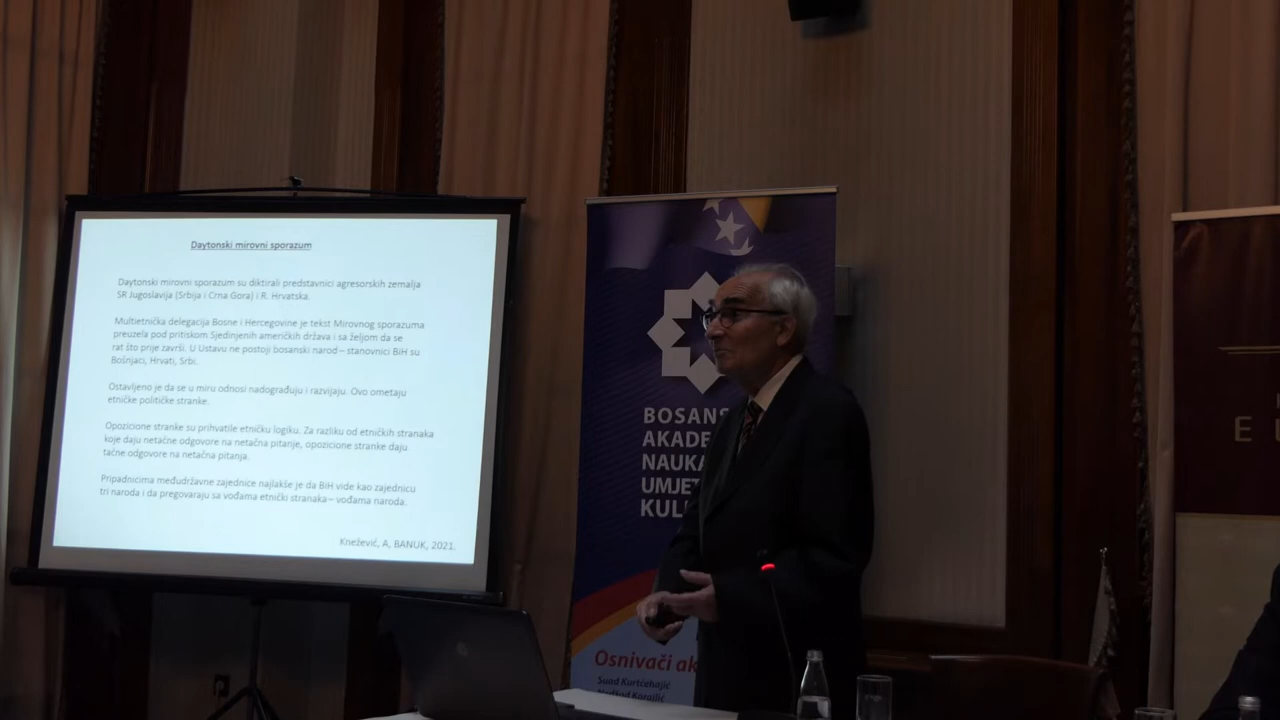 Daytonski mirovni sporazum
Daytonski mirovni sporazum su diktirali predstavnici agresorskih zemalja
SR Jugoslavija (Srbija i Crna Gora) i R. Hrvatska.
Multietnička delegacija Bosne i Hercegovine je tekst Mirovnog sporazuma
preuzela pod pritiskom Sjedinjenih američkih država i sa željom da se
rat što prije završi. U Ustavu ne postoji bosanski narod – stanovnici BiH su
Bošnjaci, Hrvati, Srbi.
Ostavljeno je da se u miru odnosi nadograđuju i razvijaju. Ovo ometaju
etničke političke stranke.
Opozicione stranke su prihvatile etničku logiku. Za razliku od etničkih stranaka
koje daju netačne odgovore na netačna pitanje, opozicione stranke daju
tačne odgovore na netačna pitanja.
Pripadnicima međudržavne zajednice najlakše je da BiH vide kao zajednicu
tri naroda i da pregovaraju sa vođama etnički stranaka – vođama naroda.
Knežević, A, BANUK, 2021.
BOSANS
AKADE
NAUKA
UMJET
KUL
Osnivači ak
Suad Kurtćehajić
E